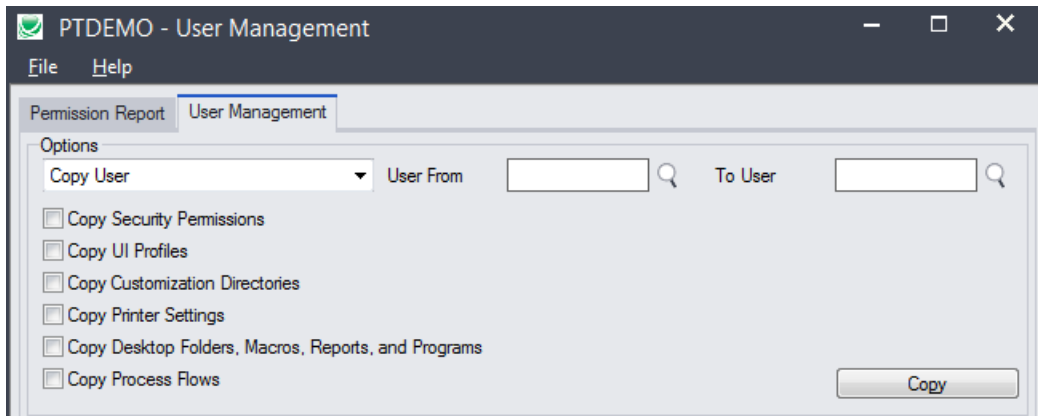 PTDEMO - User Management
File Help
Permission Report User Management
Options
Copy User User From To User
Copy Security Permissions
Copy UI Profiles
Copy Customization Directories
Copy Printer Settings
Copy Desktop Folders, Macros, Reports, and Programs
Copy Process Flows
Copy